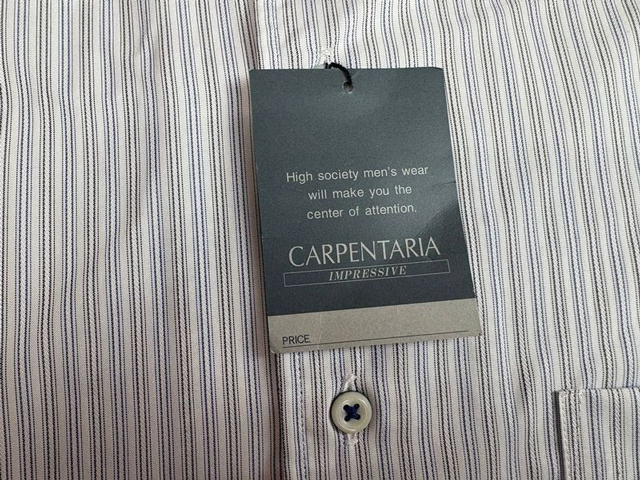 High society men's wear
will make you the
center of attention.
CARPENTARIA
IMPRESSIVE
PRICE